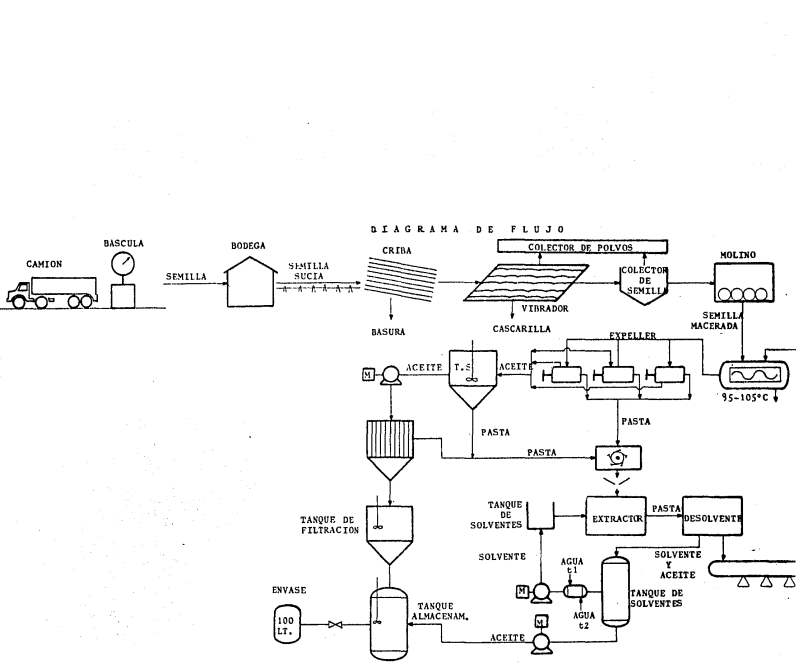 DIAGRAMA DE FLUJO
COLECTOR DE POLVOS
CRIBA
BASCULA
BODEGA
CAMION
MOLINO
SEMILLA
SEMILLA
SUCIA
COLECTOR
DE
SEMILLA
VIBRADOR
BASURA
CASCARILLA
SEMILLA
MACERADA
EXPELLER
M
ACEITE
T.S
ACEITE
95-105°C
PASTA
PASTA
PASTA
TANQUE
DE
SOLVENTES
EXTRACTOR
PASTA
DESOLVENTE
TANQUE DE
FILTRACION
SOLVENTE
SOLVENTE
Y
ACEITE
AGUA
t1
M
AGUA
t2
TANQUE DE
SOLVENTES
ENVASE
100
LT.
TANQUE
ALMACENAM.
M
ACEITE